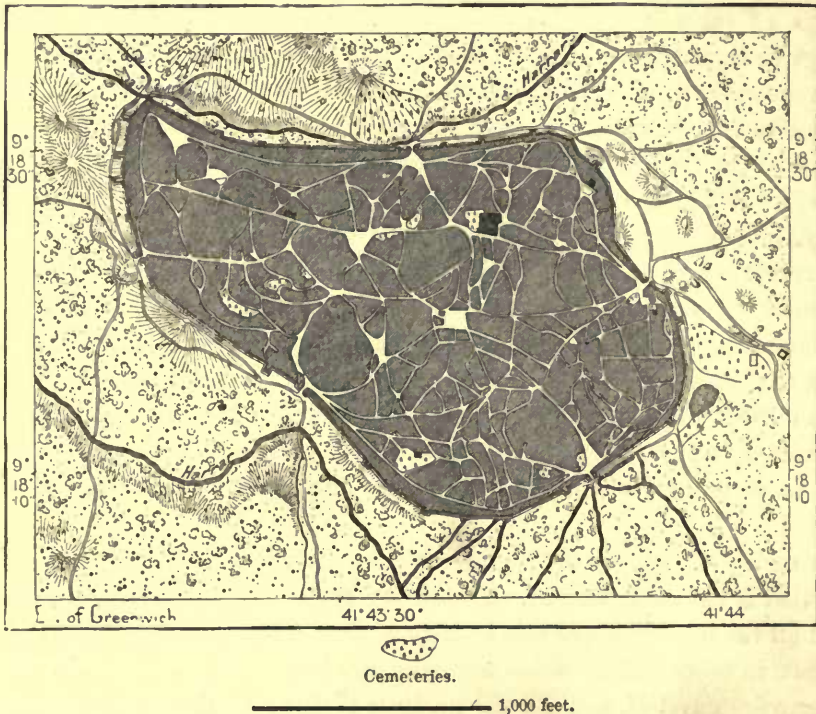 Harrar
9°
18'
30"
9°
18'
30"
Harrar
9°
18'
10"
9°
18'
10"
E. of Greenwich
41°43'30"
41°44'
Cemeteries.
1,000 feet.